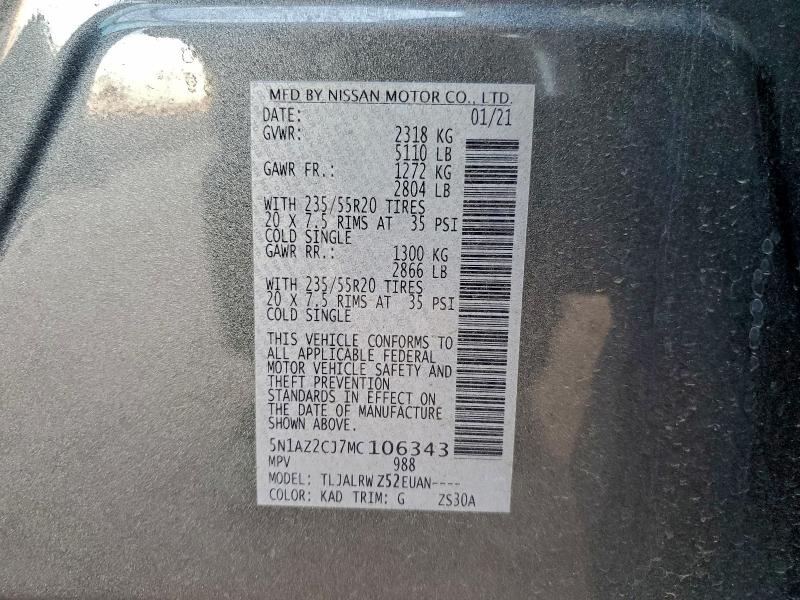 MFD BY NISSAN MOTOR CO., LTD.
DATE: 01/21
GVWR: 2318 KG
5110 LB
GAWR FR.: 1272 KG
2804 LB
WITH 235/55R20 TIRES
20 X 7.5 RIMS AT 35 PSI
COLD SINGLE
GAWR RR.: 1300 KG
2866 LB
WITH 235/55R20 TIRES
20 X 7.5 RIMS AT 35 PSI
COLD SINGLE
THIS VEHICLE CONFORMS TO
ALL APPLICABLE FEDERAL
MOTOR VEHICLE SAFETY AND
THEFT PREVENTION
STANDARDS IN EFFECT ON
THE DATE OF MANUFACTURE
SHOWN ABOVE.
5N1AZ2CJ7MC106343
MPV 988
MODEL: TLJALRW Z52EUAN----
COLOR: KAD TRIM: G ZS30A